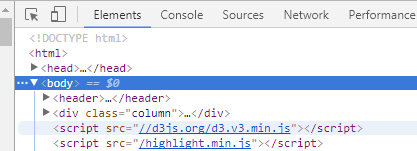 Elements Console Sources Network Performance
<!DOCTYPE html>
<html>
▶<head>…</head>
…▼<body> == $0
▶<header>…</header>
▶<div class="column">…</div>
<script src="//d3js.org/d3.v3.min.js"></script>
<script src="/highlight.min.js"></script>